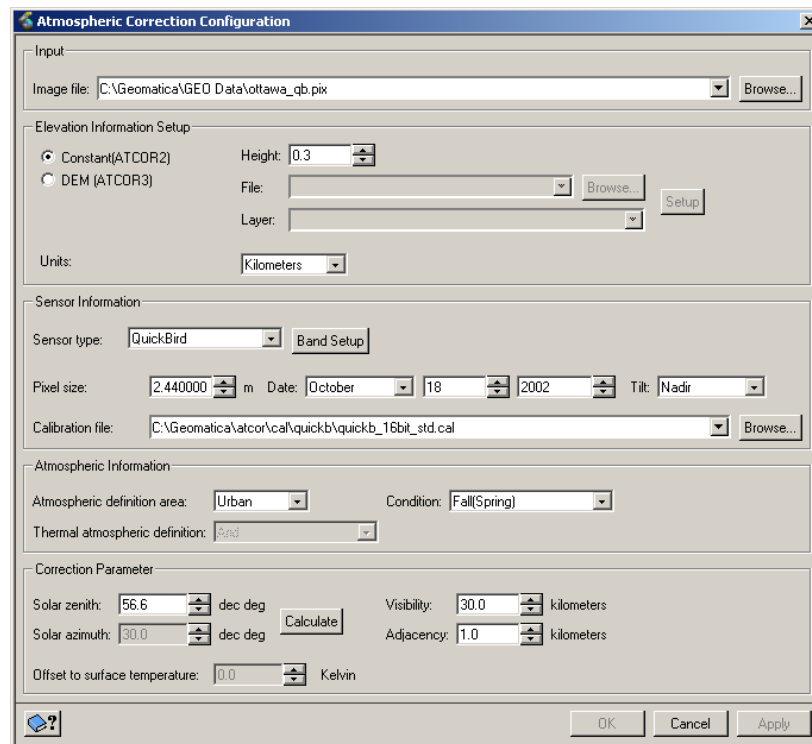 Atmospheric Correction Configuration
Input
Image file: C:\Geomatica\GEO Data\ottawa_qb.pix Browse...
Elevation Information Setup
Constant(ATCOR2) Height: 0.3
DEM (ATCOR3) File: Browse...
Setup
Layer:
Units: Kilometers
Sensor Information
Sensor type: QuickBird Band Setup
Pixel size: 2.440000 m Date: October 18 2002 Tilt: Nadir
Calibration file: C:\Geomatica\atcor\cal\quickb\quickb_16bit_std.cal Browse...
Atmospheric Information
Atmospheric definition area: Urban Condition: Fall(Spring)
Thermal atmospheric definition: Arid
Correction Parameter
Solar zenith: 56.6 dec deg Visibility: 30.0 kilometers
Calculate
Solar azimuth: 30.0 dec deg Adjacency: 1.0 kilometers
Offset to surface temperature: 0.0 Kelvin
? OK Cancel Apply